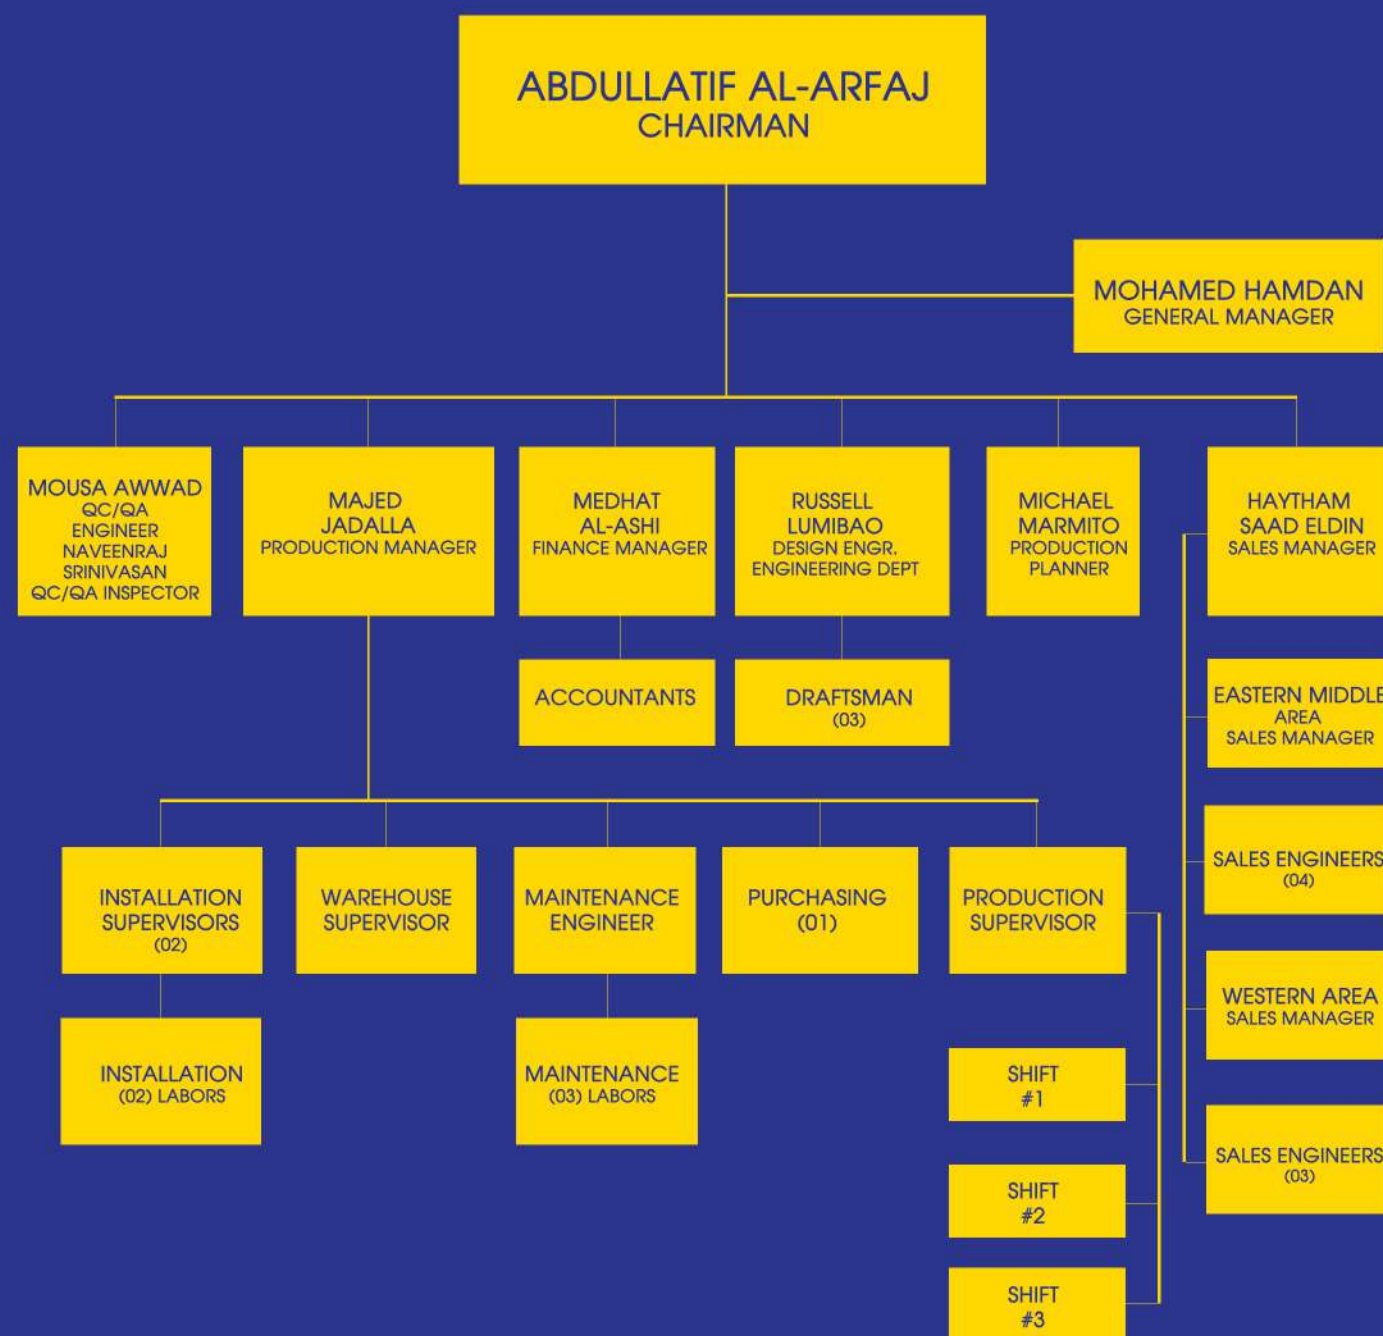 ABDULLATIF AL-ARFAJ
CHAIRMAN
MOHAMED HAMDAN
GENERAL MANAGER
MOUSA AWWAD
QC/QA
ENGINEER
NAVEENRAJ
SRINIVASAN
QC/QA INSPECTOR
MAJED
JADALLA
PRODUCTION MANAGER
MEDHAT
AL-ASHI
FINANCE MANAGER
RUSSELL
LUMIBAO
DESIGN ENGR.
ENGINEERING DEPT
MICHAEL
MARMITO
PRODUCTION
PLANNER
HAYTHAM
SAAD ELDIN
SALES MANAGER
ACCOUNTANTS
DRAFTSMAN
(03)
EASTERN MIDDLE
AREA
SALES MANAGER
SALES ENGINEERS
(04)
WESTERN AREA
SALES MANAGER
SALES ENGINEERS
(03)
INSTALLATION
SUPERVISORS
(02)
WAREHOUSE
SUPERVISOR
MAINTENANCE
ENGINEER
PURCHASING
(01)
PRODUCTION
SUPERVISOR
INSTALLATION
(02) LABORS
MAINTENANCE
(03) LABORS
SHIFT
#1
SHIFT
#2
SHIFT
#3